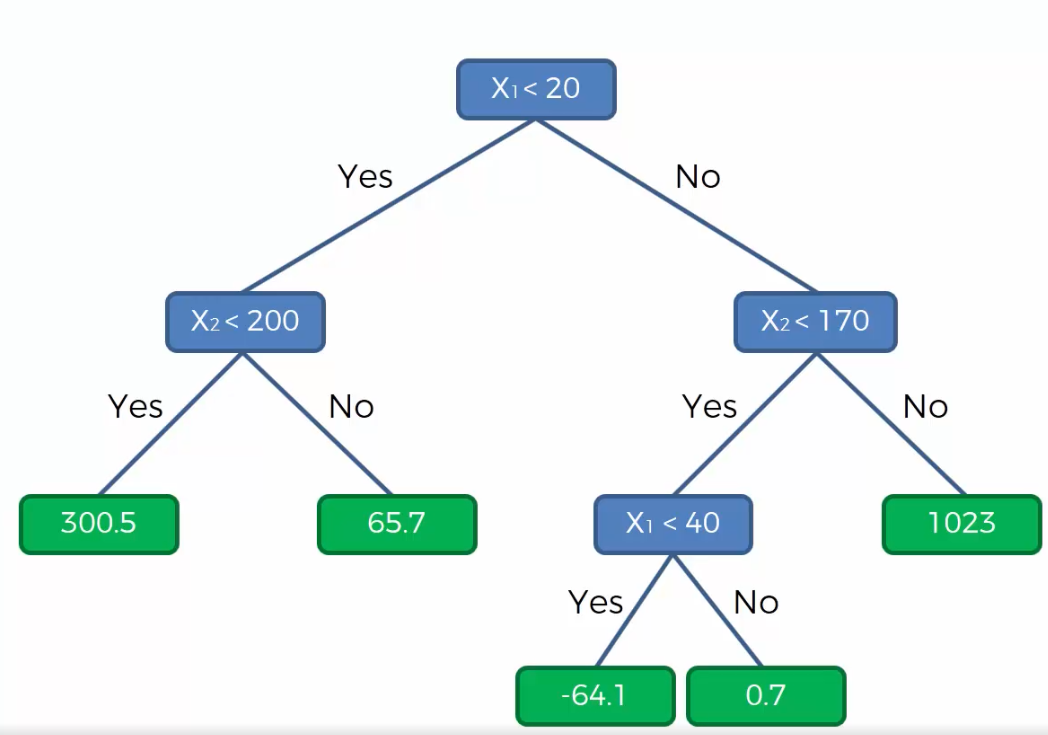 X₁ < 20
Yes
No
X₂ < 200
X₂ < 170
Yes
No
Yes
No
300.5
65.7
X₁ < 40
1023
Yes
No
-64.1
0.7